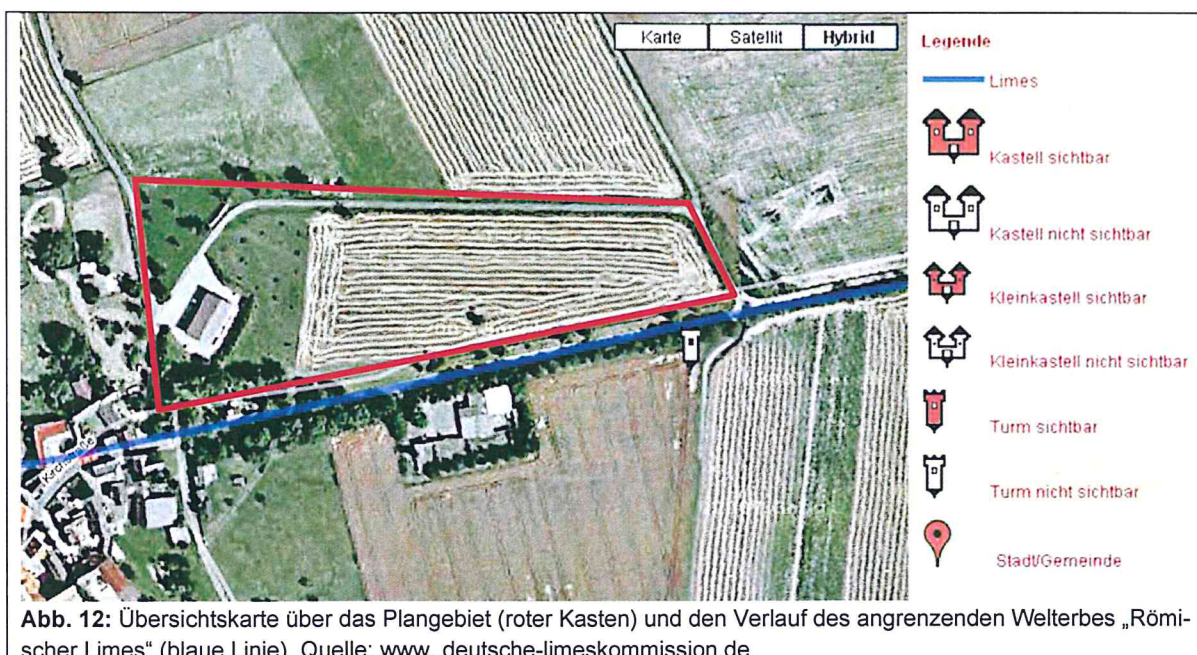 Karte
Satellit
Hybrid
Legende
Limes
Kastell sichtbar
Kastell nicht sichtbar
Kleinkastell sichtbar
Kleinkastell nicht sichtbar
Turm sichtbar
Turm nicht sichtbar
Stadt/Gemeinde
Abb. 12: Übersichtskarte über das Plangebiet (roter Kasten) und den Verlauf des angrenzenden Welterbes „Römi-
scher Limes“ (blaue Linie). Quelle: www. deutsche-limeskommission.de